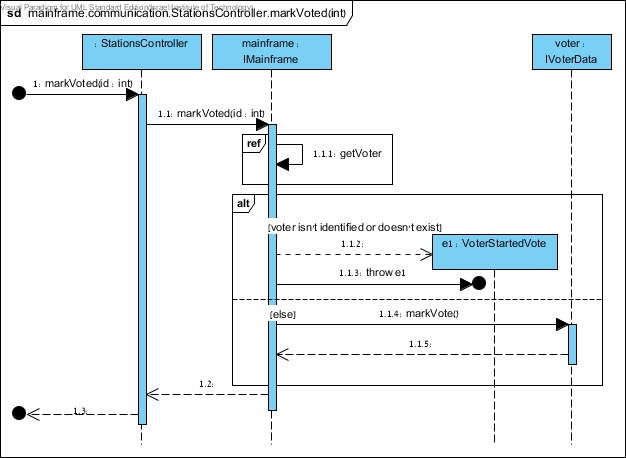 Visual Paradigm for UML Standard Edition(Israel Institute of Technology)
sd mainframe.communication.StationsController.markVoted(int)
: StationsController
mainframe :
IMainframe
voter :
IVoterData
1: markVoted(id : int)
1.1: markVoted(id : int)
ref
1.1.1: getVoter
alt
[voter isn't identified or doesn't exist]
1.1.2:
e1 : VoterStartedVote
1.1.3: throw e1
[else]
1.1.4: markVote()
1.1.5:
1.2:
1.3: